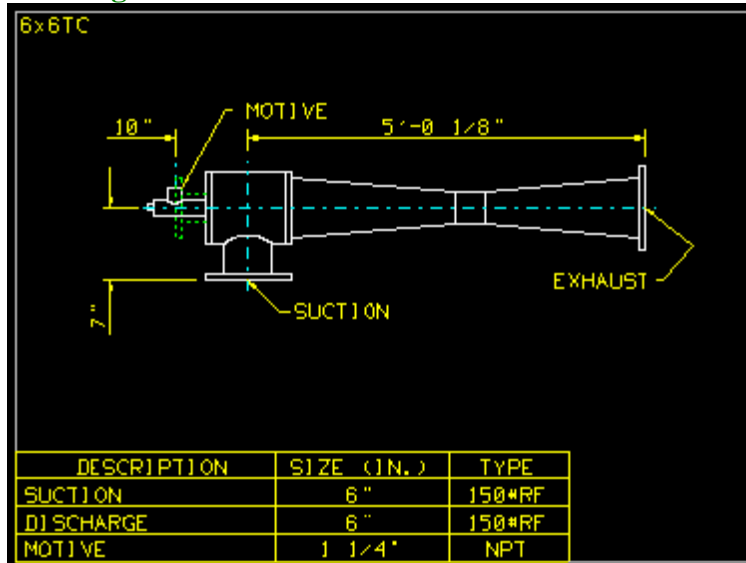 6x6TC
MOTIVE
10"
5'-0 1/8"
EXHAUST
7"
SUCTION
DESCRIPTION SIZE (IN.) TYPE
SUCTION 6" 150#RF
DISCHARGE 6" 150#RF
MOTIVE 1 1/4" NPT